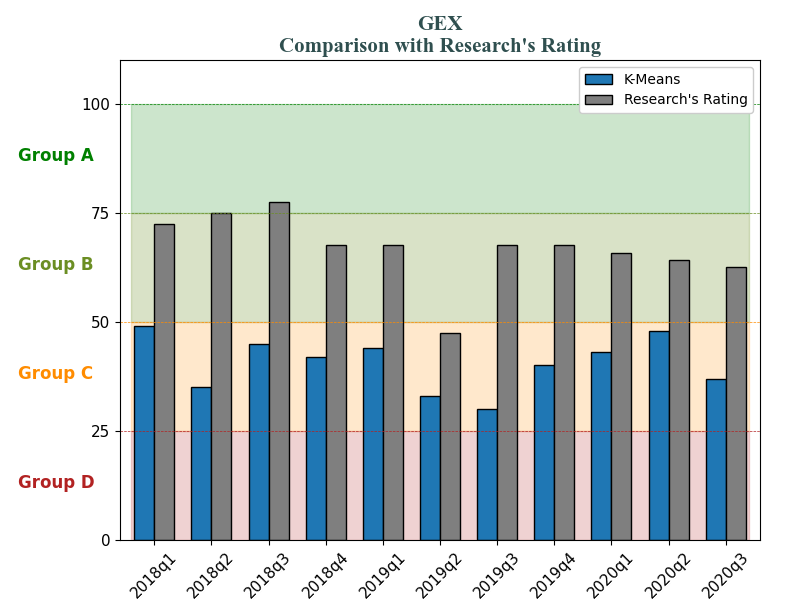 GEX
Comparison with Research's Rating
K-Means
Research's Rating
100
Group A
75
Group B
50
Group C
25
Group D
0
2018q1 2018q2 2018q3 2018q4 2019q1 2019q2 2019q3 2019q4 2020q1 2020q2 2020q3